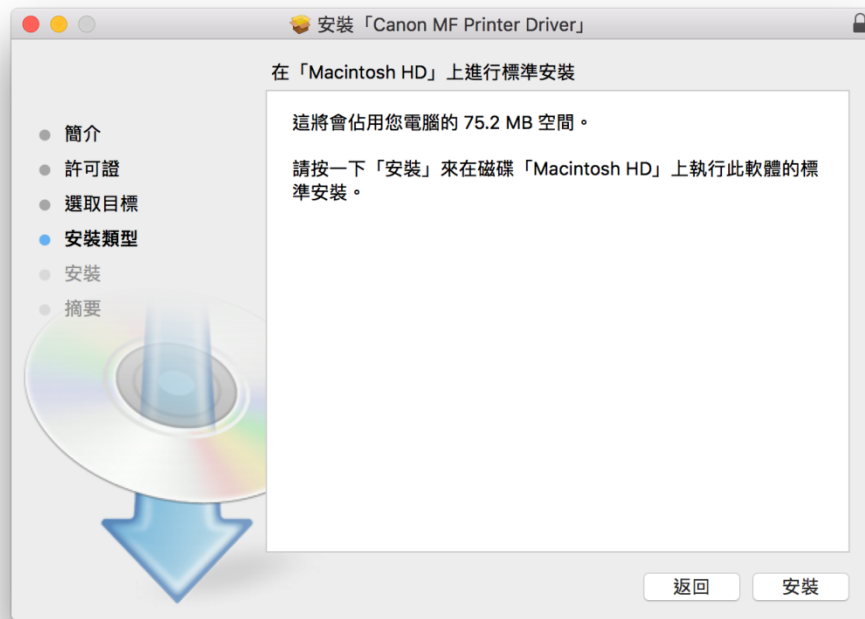 安裝「Canon MF Printer Driver」
在「Macintosh HD」上進行標準安裝
簡介
許可證
選取目標
安裝類型
安裝
摘要
這將會佔用您電腦的 75.2 MB 空間。
請按一下「安裝」來在磁碟「Macintosh HD」上執行此軟體的標
準安裝。
返回
安裝